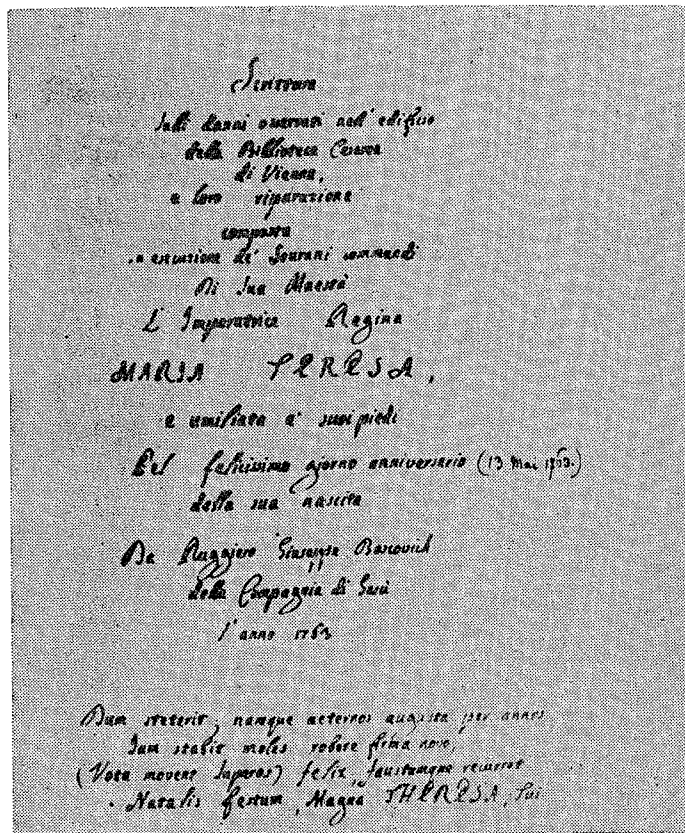 Scrittura
sulli danni osservati nell' edifizio
della Biblioteca Cesarea
di Vienna,
e loro riparazione
composta
in esecuzione de' Sovrani commandi
Di Sua Maestà
L' Imperatrice Regina
MARIA TERESA,
e umiliata a' suoi piedi
Nel felicissimo giorno anniversario (13 Mai 1763.)
della sua nascita
Da Ruggiero Giuseppe Boscovich
della Compagnia di Gesù
l' anno 1763
Dum steterit, namque aeternos augusta per annos
Jam stabit moles robore firma novo,
(Vota movent Superos) felix, faustumque recurret
Natalis festum, Magna THERESA, Tui